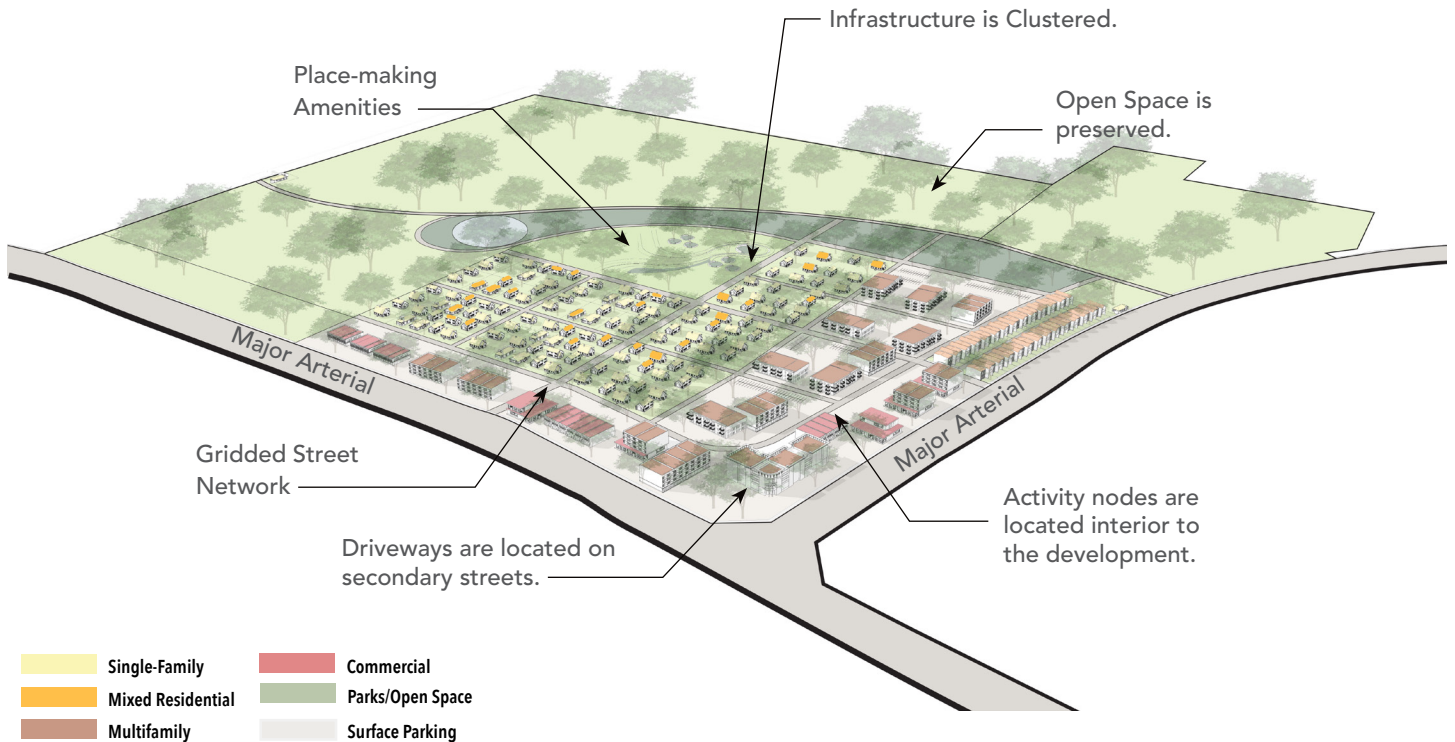 Infrastructure is Clustered.
Place-making
Amenities
Open Space is
preserved.
Major Arterial
Major Arterial
Gridded Street
Network
Activity nodes are
located interior to
the development.
Driveways are located on
secondary streets.
Single-Family
Commercial
Mixed Residential
Parks/Open Space
Multifamily
Surface Parking